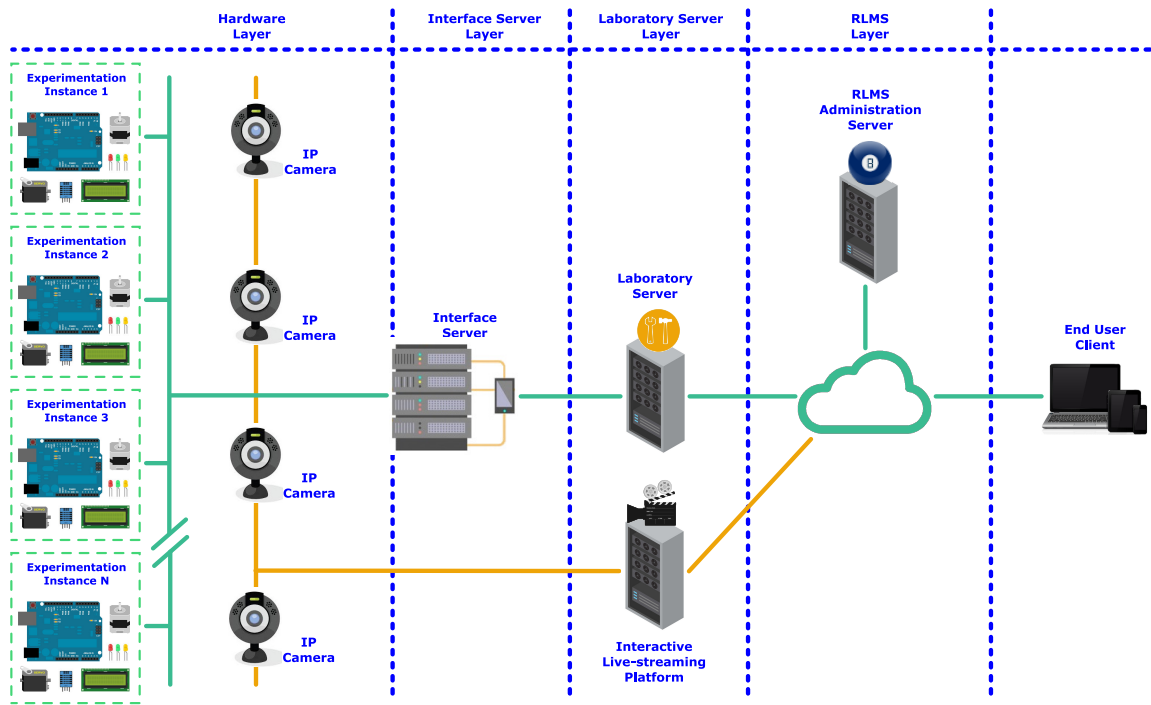 Hardware
Layer
Interface Server
Layer
Laboratory Server
Layer
RLMS
Layer
Experimentation
Instance 1
IP
Camera
RLMS
Administration
Server
8
Experimentation
Instance 2
IP
Camera
Interface
Server
Laboratory
Server
End User
Client
Experimentation
Instance 3
IP
Camera
Experimentation
Instance N
IP
Camera
Interactive
Live-streaming
Platform